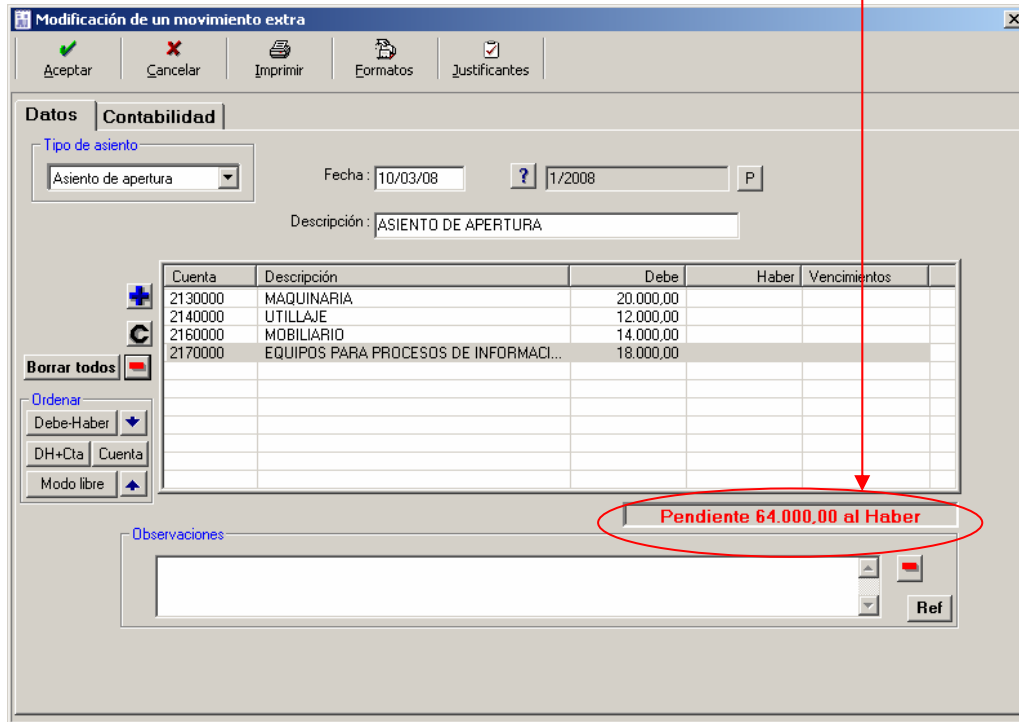 Modificación de un movimiento extra
Aceptar Cancelar Imprimir Formatos Justificantes
Datos Contabilidad
Tipo de asiento
Asiento de apertura Fecha : 10/03/08 ? 1/2008 P
Descripción : ASIENTO DE APERTURA
Cuenta Descripción Debe Haber Vencimientos
2130000 MAQUINARIA 20.000,00
2140000 UTILLAJE 12.000,00
C 2160000 MOBILIARIO 14.000,00
2170000 EQUIPOS PARA PROCESOS DE INFORMACI... 18.000,00
Borrar todos
Ordenar
Debe-Haber
DH+Cta Cuenta
Modo libre
Pendiente 64.000,00 al Haber
Observaciones
Ref